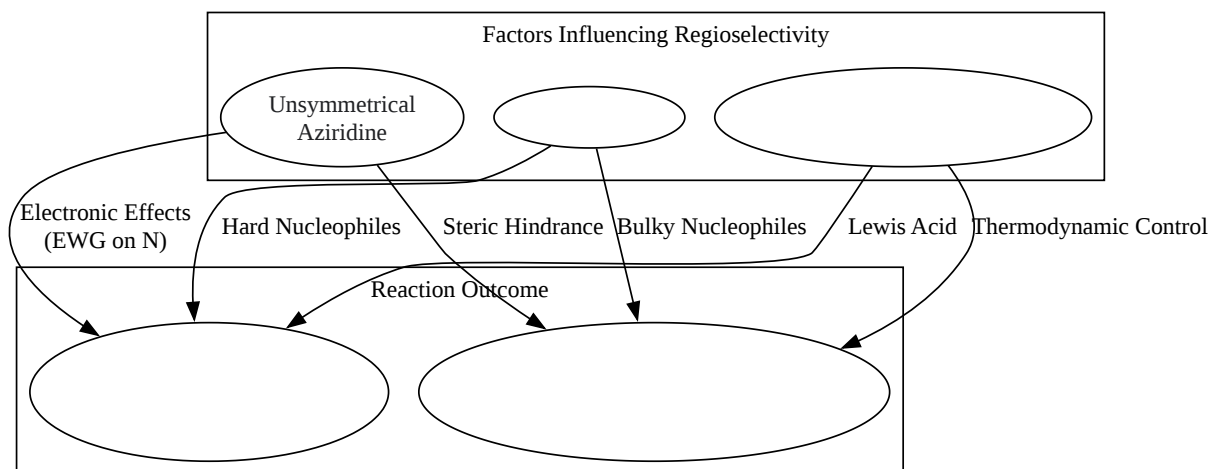 Factors Influencing Regioselectivity
Unsymmetrical
Aziridine
Electronic Effects
(EWG on N)
Hard Nucleophiles
Steric Hindrance
Bulky Nucleophiles
Lewis Acid
Thermodynamic Control
Reaction Outcome